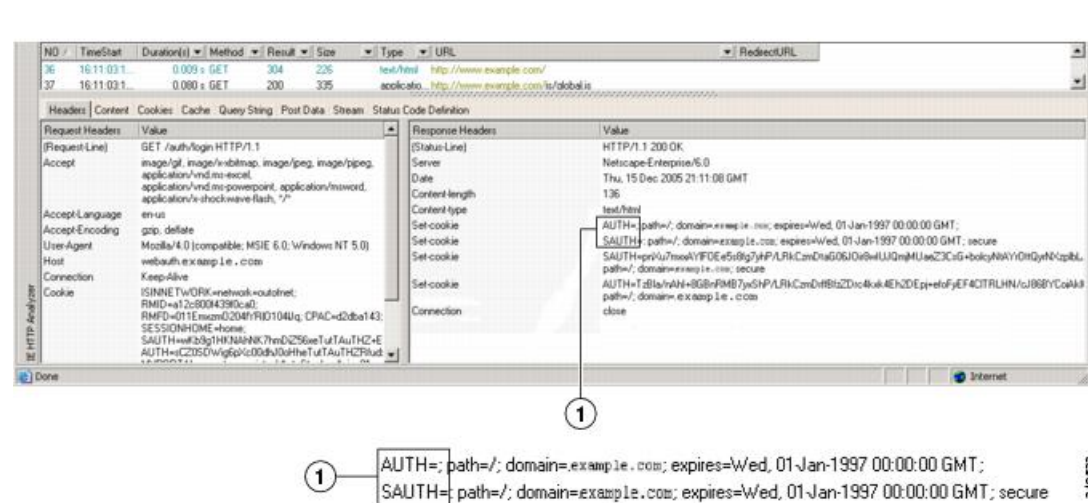 NO TimeStart Duration(s) Method Result Size Type URL RedirectURL
36 16:11:03:1... 0.009 s GET 304 226 text/html http://www.example.com/
37 16:11:03:1... 0.080 s GET 200 335 applicatio... http://www.example.com/js/global.js
Headers Content Cookies Cache Query String Post Data Stream Status Code Definition
Request Headers Value
(Request-Line) GET /auth/login HTTP/1.1
Accept image/gif, image/x-xbitmap, image/jpeg, image/pjpeg,
application/vnd.ms-excel,
application/vnd.ms-powerpoint, application/msword,
application/x-shockwave-flash, */*
Accept-Language en-us
Accept-Encoding gzip, deflate
User-Agent Mozilla/4.0 (compatible; MSIE 6.0; Windows NT 5.0)
Host webauth.example.com
Connection Keep-Alive
Cookie ISINNETWORK=network=outofnet;
SESSIONHOME=home;
Response Headers Value
(Status-Line) HTTP/1.1 200 OK
Server Netscape-Enterprise/6.0
Date Thu, 15 Dec 2005 21:11:08 GMT
Content-length 136
Content-type text/html
Set-cookie AUTH=; path=/; domain=.example.com; expires=Wed, 01-Jan-1997 00:00:00 GMT;
Set-cookie SAUTH=; path=/; domain=example.com; expires=Wed, 01-Jan-1997 00:00:00 GMT; secure
Set-cookie
path=/; domain=.example.com; secure
Set-cookie
path=/; domain=.example.com
Connection close
IE HTTP Analyzer
Done Internet
1
1
AUTH=; path=/; domain=.example.com; expires=Wed, 01-Jan-1997 00:00:00 GMT;
SAUTH=; path=/; domain=example.com; expires=Wed, 01-Jan-1997 00:00:00 GMT; secure